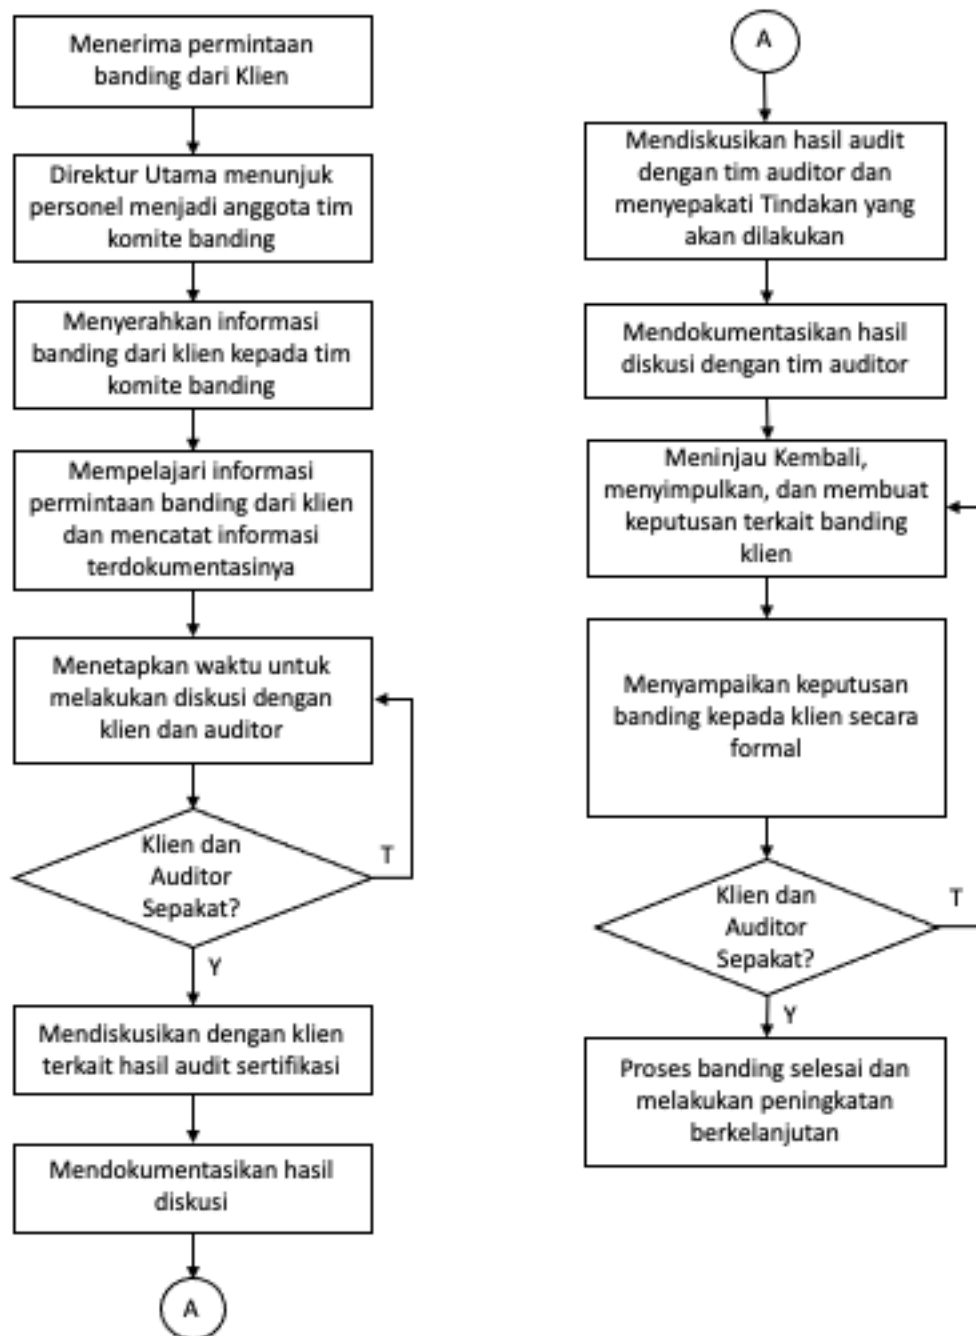 Menerima permintaan
banding dari Klien
Direktur Utama menunjuk
personel menjadi anggota tim
komite banding
Menyerahkan informasi
banding dari klien kepada tim
komite banding
Mempelajari informasi
permintaan banding dari klien
dan mencatat informasi
terdokumentasinya
Menetapkan waktu untuk
melakukan diskusi dengan
klien dan auditor
Klien dan
Auditor
Sepakat?
T
Y
Mendiskusikan dengan klien
terkait hasil audit sertifikasi
Mendokumentasikan hasil
diskusi
A
A
Mendiskusikan hasil audit
dengan tim auditor dan
menyepakati Tindakan yang
akan dilakukan
Mendokumentasikan hasil
diskusi dengan tim auditor
Meninjau Kembali,
menyimpulkan, dan membuat
keputusan terkait banding
klien
Menyampaikan keputusan
banding kepada klien secara
formal
Klien dan
Auditor
Sepakat?
T
Y
Proses banding selesai dan
melakukan peningkatan
berkelanjutan